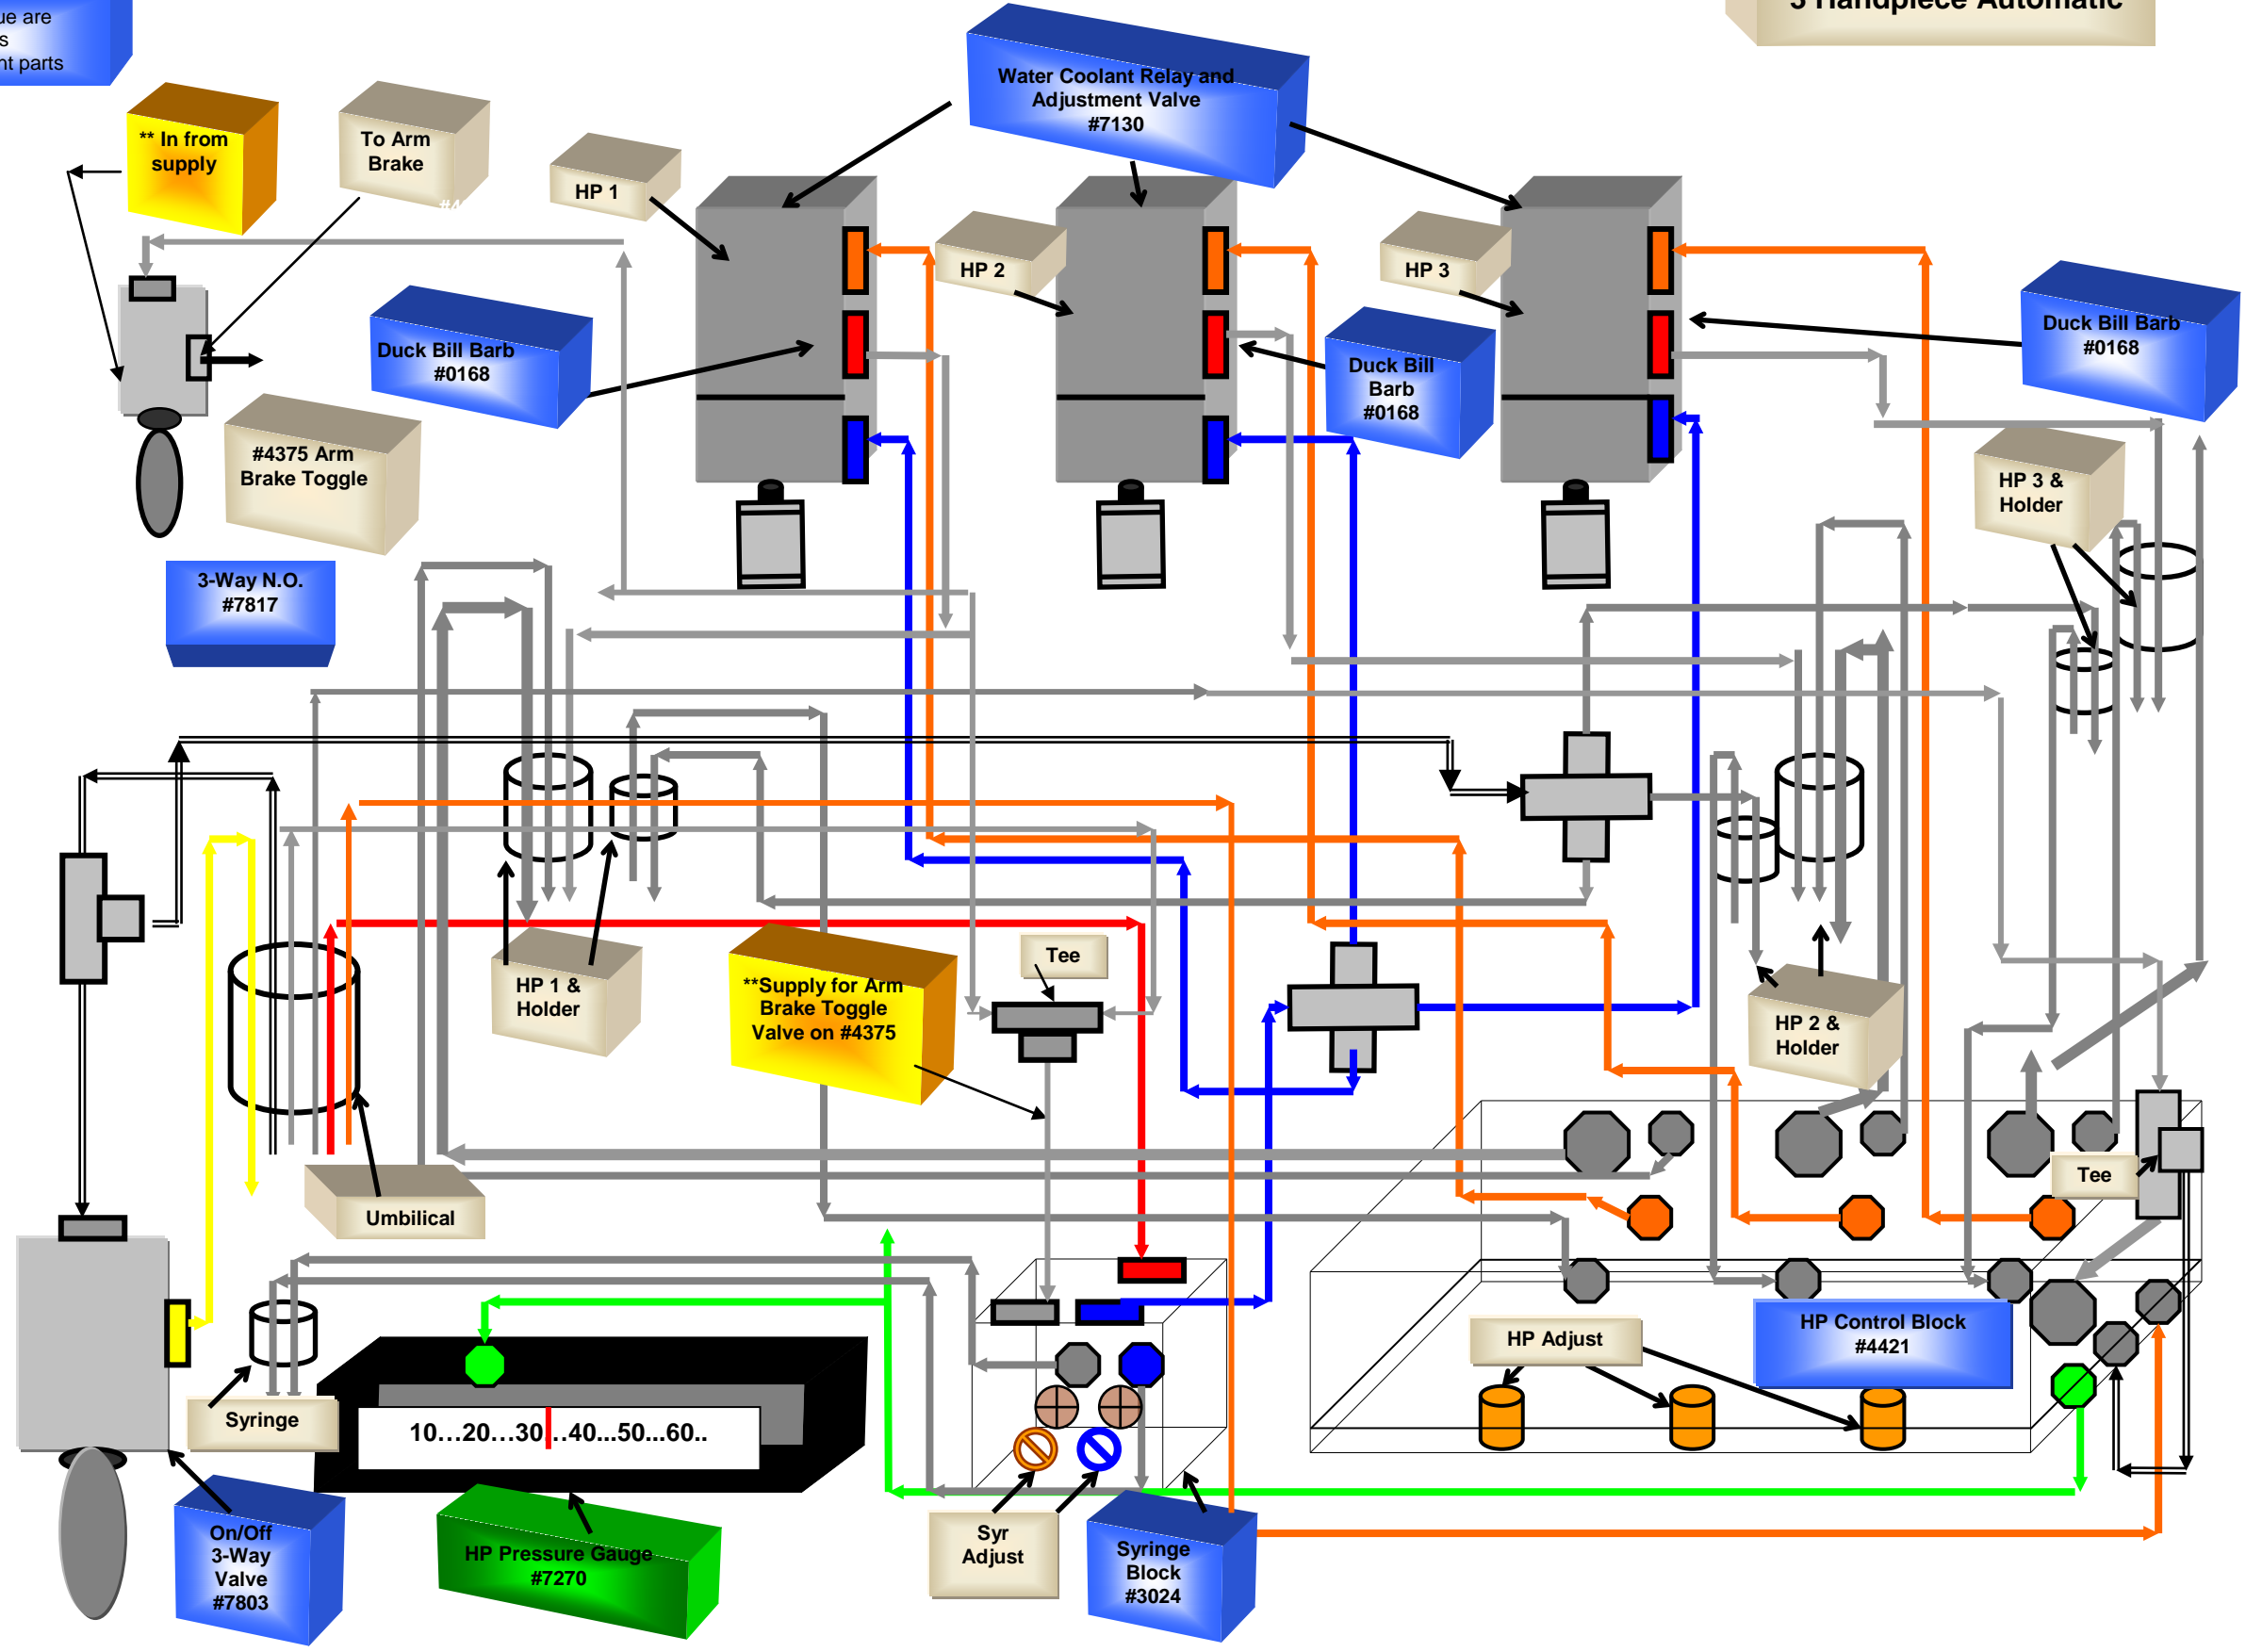 are
parts
3 Handpiece Automatic
Water Coolant Relay and
Adjustment Valve
#7130
** In from
supply
To Arm
Brake
HP 1
HP 2
HP 3
Duck Bill Barb
#0168
Duck Bill
Barb
#0168
Duck Bill Barb
#0168
#4375 Arm
Brake Toggle
HP 3 &
Holder
3-Way N.O.
#7817
HP 1 &
Holder
**Supply for Arm
Brake Toggle
Valve on #4375
Tee
HP 2 &
Holder
Tee
Umbilical
HP Adjust
HP Control Block
#4421
Syringe
10...20...30 ..40...50...60..
On/Off
3-Way
Valve
#7803
HP Pressure Gauge
#7270
Syr
Adjust
Syringe
Block
#3024